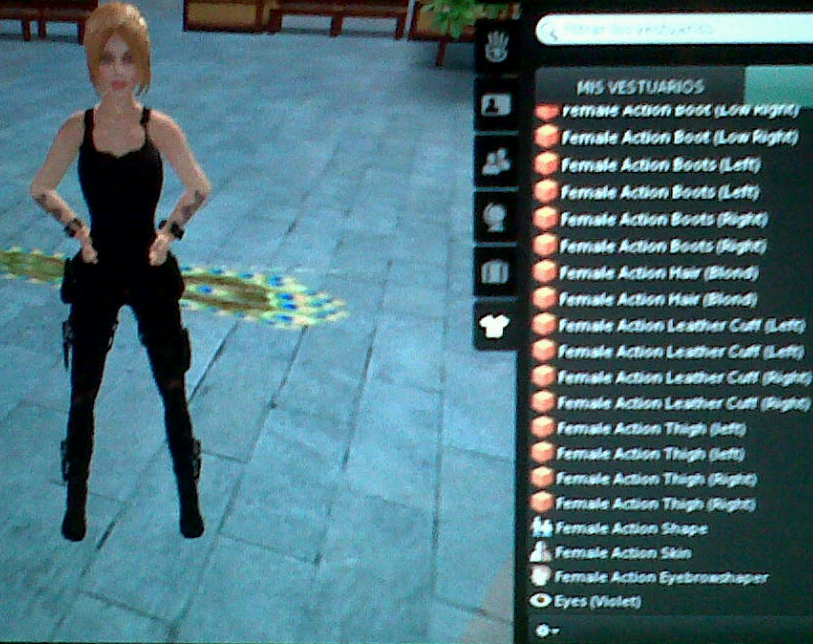 MIS VESTUARIOS
Female Action Boot (Low Right)
Female Action Boot (Low Right)
Female Action Boots (Left)
Female Action Boots (Left)
Female Action Boots (Right)
Female Action Boots (Right)
Female Action Hair (Blond)
Female Action Hair (Blond)
Female Action Leather Cuff (Left)
Female Action Leather Cuff (Left)
Female Action Leather Cuff (Right)
Female Action Leather Cuff (Right)
Female Action Thigh (left)
Female Action Thigh (left)
Female Action Thigh (Right)
Female Action Thigh (Right)
Female Action Shape
Female Action Skin
Female Action Eyebrowshaper
Eyes (Violet)